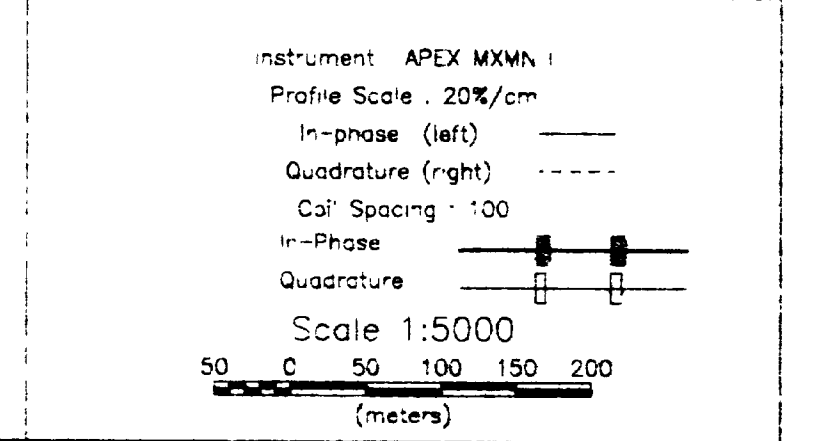 Instrument APEX MXMN I
Profile Scale : 20%/cm
In-phase (left)
Quadrature (right)
Coil Spacing : 100
In-Phase
Quadrature
Scale 1:5000
50 0 50 100 150 200
(meters)